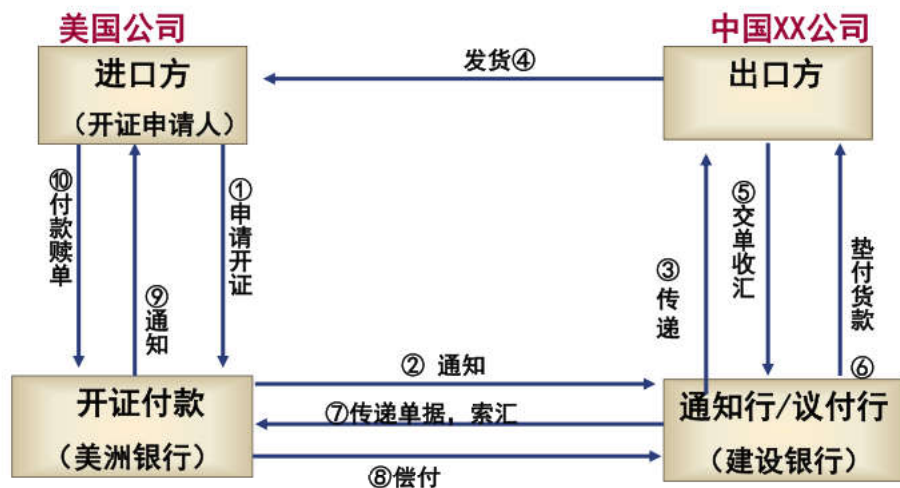 美国公司
中国XX公司
进口方
（开证申请人）
发货④
出口方
⑩付款赎单
⑨通知
①申请开证
③传递
⑤交单收汇
垫付货款
⑥
② 通知
⑦传递单据，索汇
⑧偿付
开证付款
（美洲银行）
通知行/议付行
（建设银行）